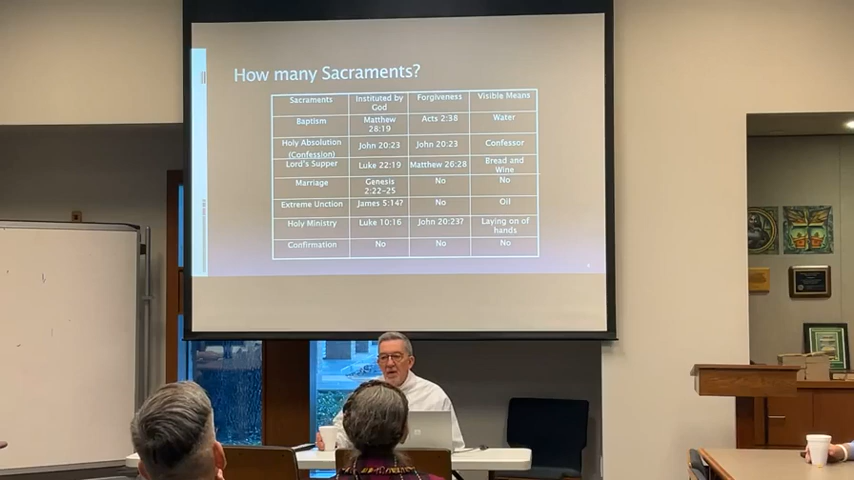 How many Sacraments?
Sacraments Instituted by God Forgiveness Visible Means
Baptism Matthew 28:19 Acts 2:38 Water
Holy Absolution (Confession) John 20:23 John 20:23 Confessor
Lord's Supper Luke 22:19 Matthew 26:28 Bread and Wine
Marriage Genesis 2:22-25 No No
Extreme Unction James 5:14? No Oil
Holy Ministry Luke 10:16 John 20:23? Laying on of hands
Confirmation No No No